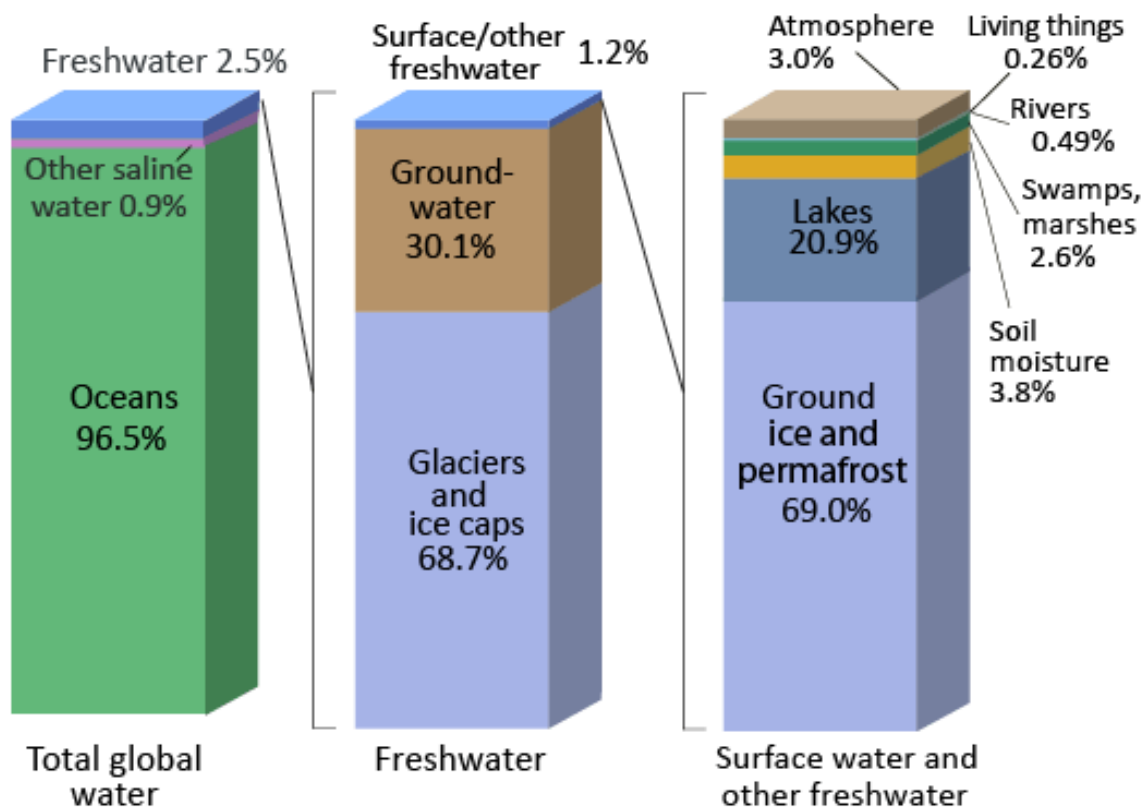 Freshwater 2.5%
Other saline
water 0.9%
Oceans
96.5%
Total global
water
Surface/other
freshwater 1.2%
Ground-
water
30.1%
Glaciers
and
ice caps
68.7%
Freshwater
Atmosphere
3.0%
Living things
0.26%
Rivers
0.49%
Swamps,
marshes
2.6%
Soil
moisture
3.8%
Lakes
20.9%
Ground
ice and
permafrost
69.0%
Surface water and
other freshwater